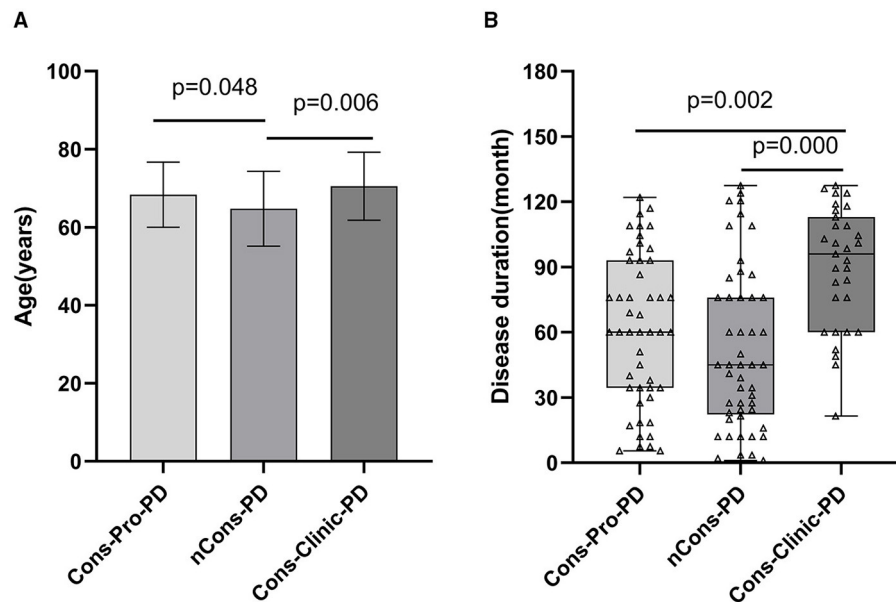 A
100
80
60
40
20
0
Age(years)
p=0.048
p=0.006
Cons-Pro-PD
nCons-PD
Cons-Clinic-PD
B
180
150
120
90
60
30
0
Disease duration(month)
p=0.002
p=0.000
Cons-Pro-PD
nCons-PD
Cons-Clinic-PD